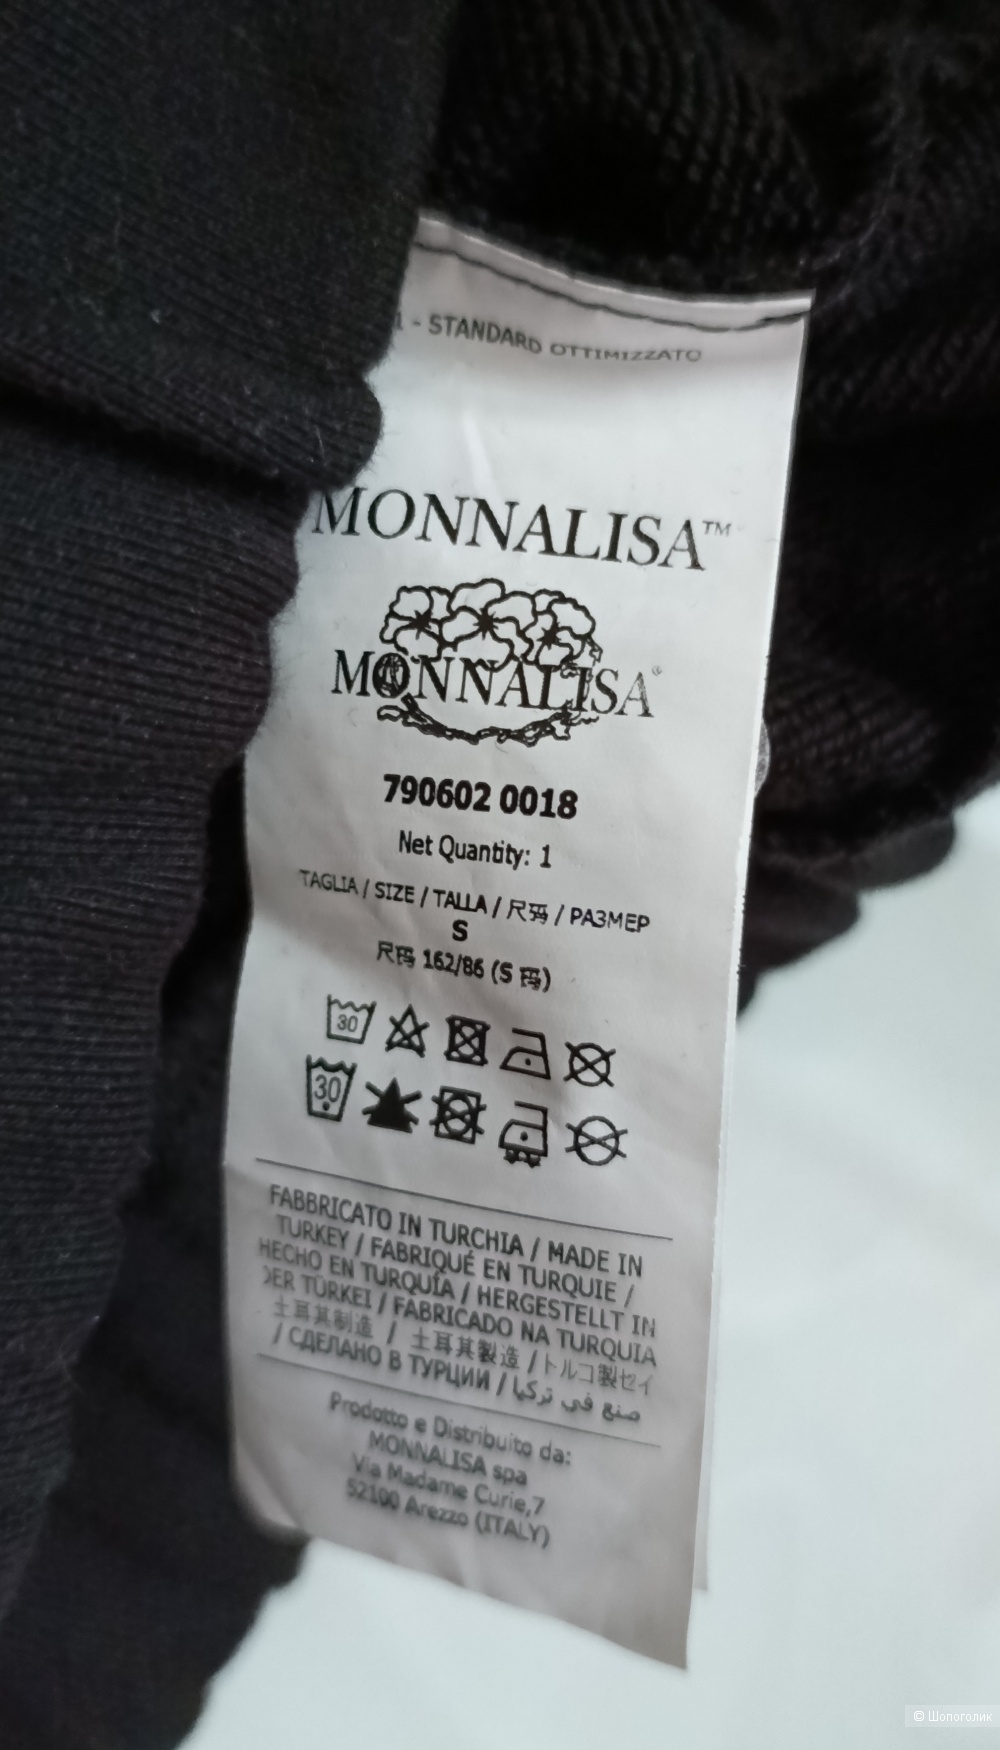 - STANDARD OTTIMIZZATO
MONNALISA™
MONNALISA®
790602 0018
Net Quantity: 1
TAGLIA / SIZE / TALLA / 尺码 / РАЗМЕР
S
尺码 162/86 (S 码)
30
30
FABBRICATO IN TURCHIA / MADE IN
TURKEY / FABRIQUÉ EN TURQUIE /
HECHO EN TURQUÍA / HERGESTELLT IN
DER TÜRKEI / FABRICADO NA TURQUIA
土耳其制造 / 土耳其製造 / トルコ製セイ
/ СДЕЛАНО В ТУРЦИИ / صنع في تركيا
Prodotto e Distribuito da:
MONNALISA spa
Via Madame Curie,7
52100 Arezzo (ITALY)
© Шопоголик